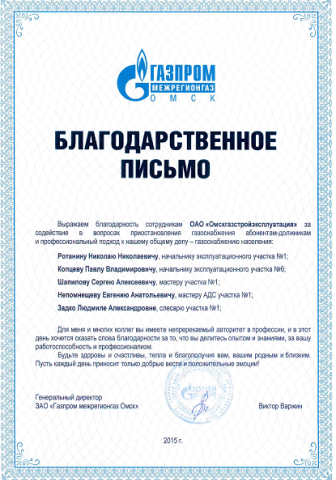 ГАЗПРОМ
МЕЖРЕГИОНГАЗ
ОМСК
БЛАГОДАРСТВЕННОЕ
ПИСЬМО
Выражаем благодарность сотрудникам ОАО «Омскгазстройэксплуатация» за
содействие в вопросах приостановления газоснабжения абонентам-должникам
и профессиональный подход к нашему общему делу – газоснабжению населения:
Ротанину Николаю Николаевичу, начальнику эксплуатационного участка №1;
Копцеву Павлу Владимировичу, начальнику эксплуатационного участка №6;
Шапилову Сергею Алексеевичу, мастеру участка №1;
Непомнещеву Евгению Анатольевичу, мастеру АДС участка №1;
Задко Людмиле Александровне, слесарю участка №1;
Для меня и многих коллег вы имеете непререкаемый авторитет в профессии, и в этот
день хочется сказать слова благодарности за то, что вы делитесь опытом и знаниями, за вашу
работоспособность и профессионализм.
Будьте здоровы и счастливы, тепла и благополучия вам, вашим родным и близким.
Пусть каждый день приносит только добрые вести и положительные эмоции!
Генеральный директор
ЗАО «Газпром межрегионгаз Омск»
Виктор Варжин
2015 г.